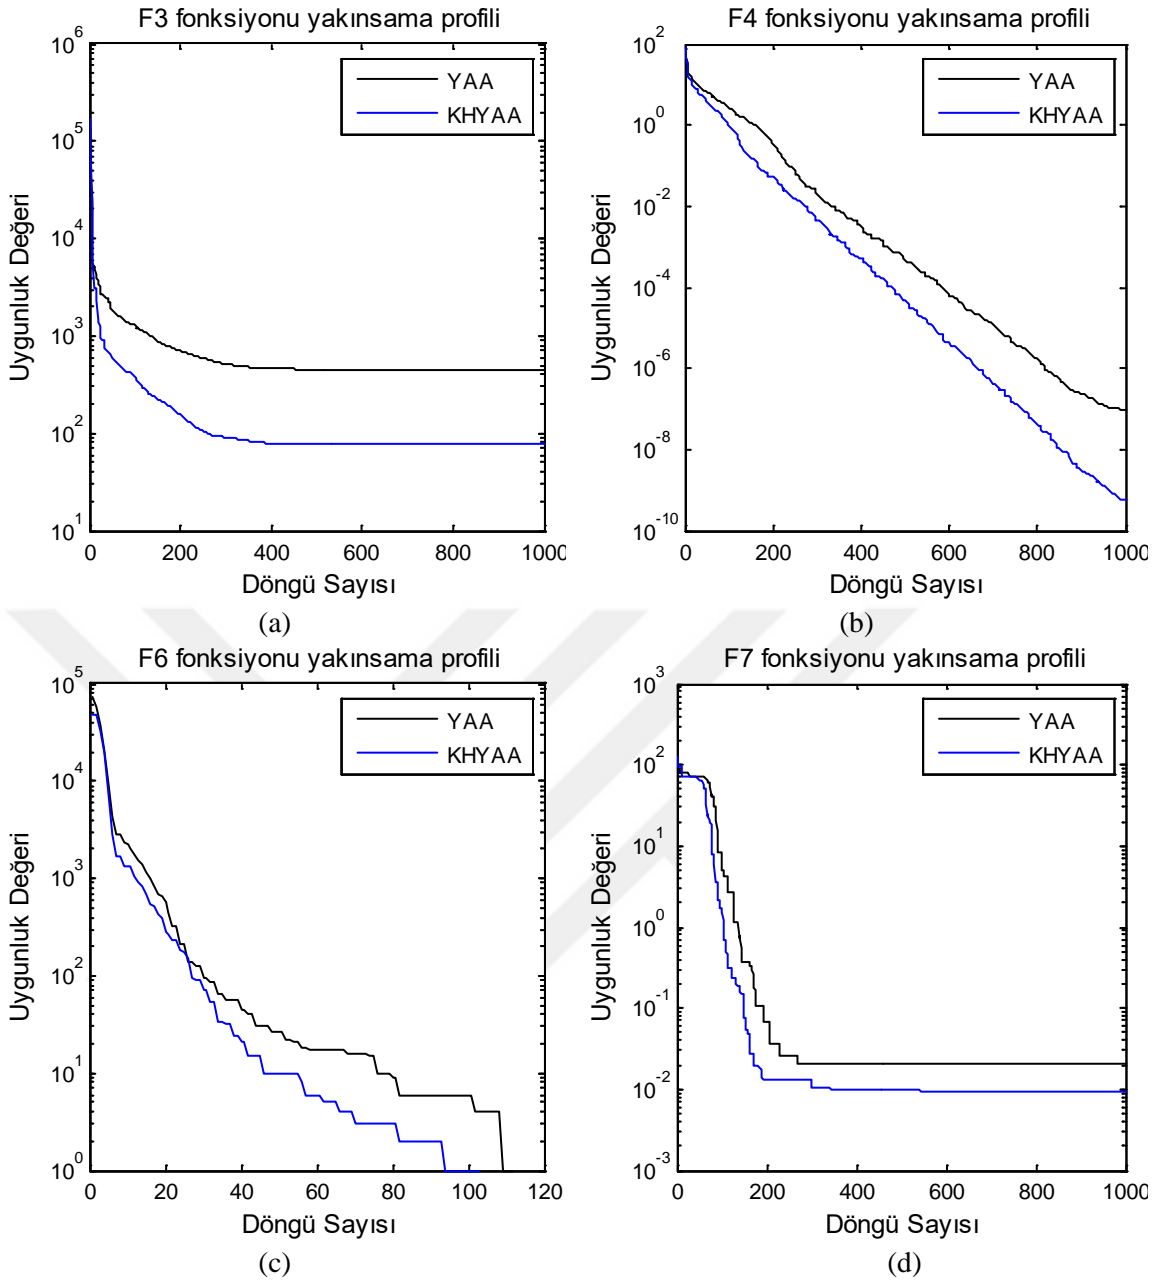 F3 fonksiyonu yakınsama profili
10^6
10^5
10^4
10^3
10^2
10^1
Uygunluk Değeri
YAA
KHYAA
0 200 400 600 800 1000
Döngü Sayısı
(a)
F4 fonksiyonu yakınsama profili
10^2
10^0
10^-2
10^-4
10^-6
10^-8
10^-10
Uygunluk Değeri
YAA
KHYAA
0 200 400 600 800 1000
Döngü Sayısı
(b)
F6 fonksiyonu yakınsama profili
10^5
10^4
10^3
10^2
10^1
10^0
Uygunluk Değeri
YAA
KHYAA
0 20 40 60 80 100 120
Döngü Sayısı
(c)
F7 fonksiyonu yakınsama profili
10^3
10^2
10^1
10^0
10^-1
10^-2
10^-3
Uygunluk Değeri
YAA
KHYAA
0 200 400 600 800 1000
Döngü Sayısı
(d)